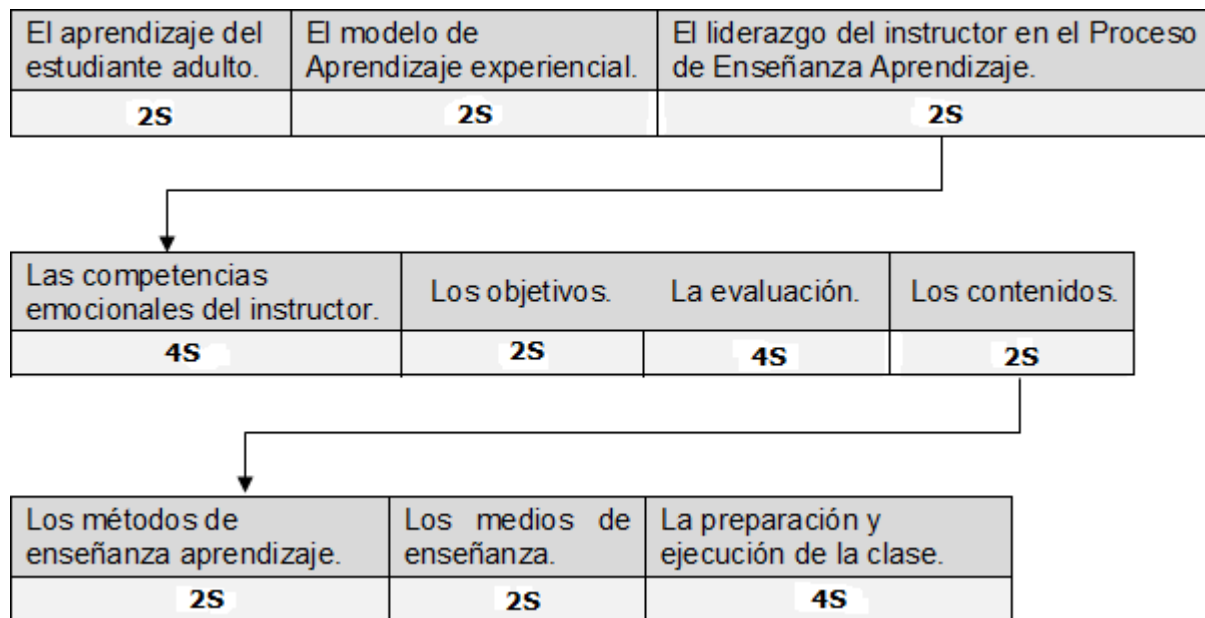 El aprendizaje del
estudiante adulto.
El modelo de
Aprendizaje experiencial.
El liderazgo del instructor en el Proceso
de Enseñanza Aprendizaje.
2S
2S
2S
Las competencias
emocionales del instructor.
Los objetivos.
La evaluación.
Los contenidos.
4S
2S
4S
2S
Los métodos de
enseñanza aprendizaje.
Los medios de
enseñanza.
La preparación y
ejecución de la clase.
2S
2S
4S